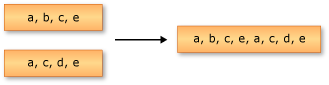 a, b, c, e
a, c, d, e
a, b, c, e, a, c, d, e